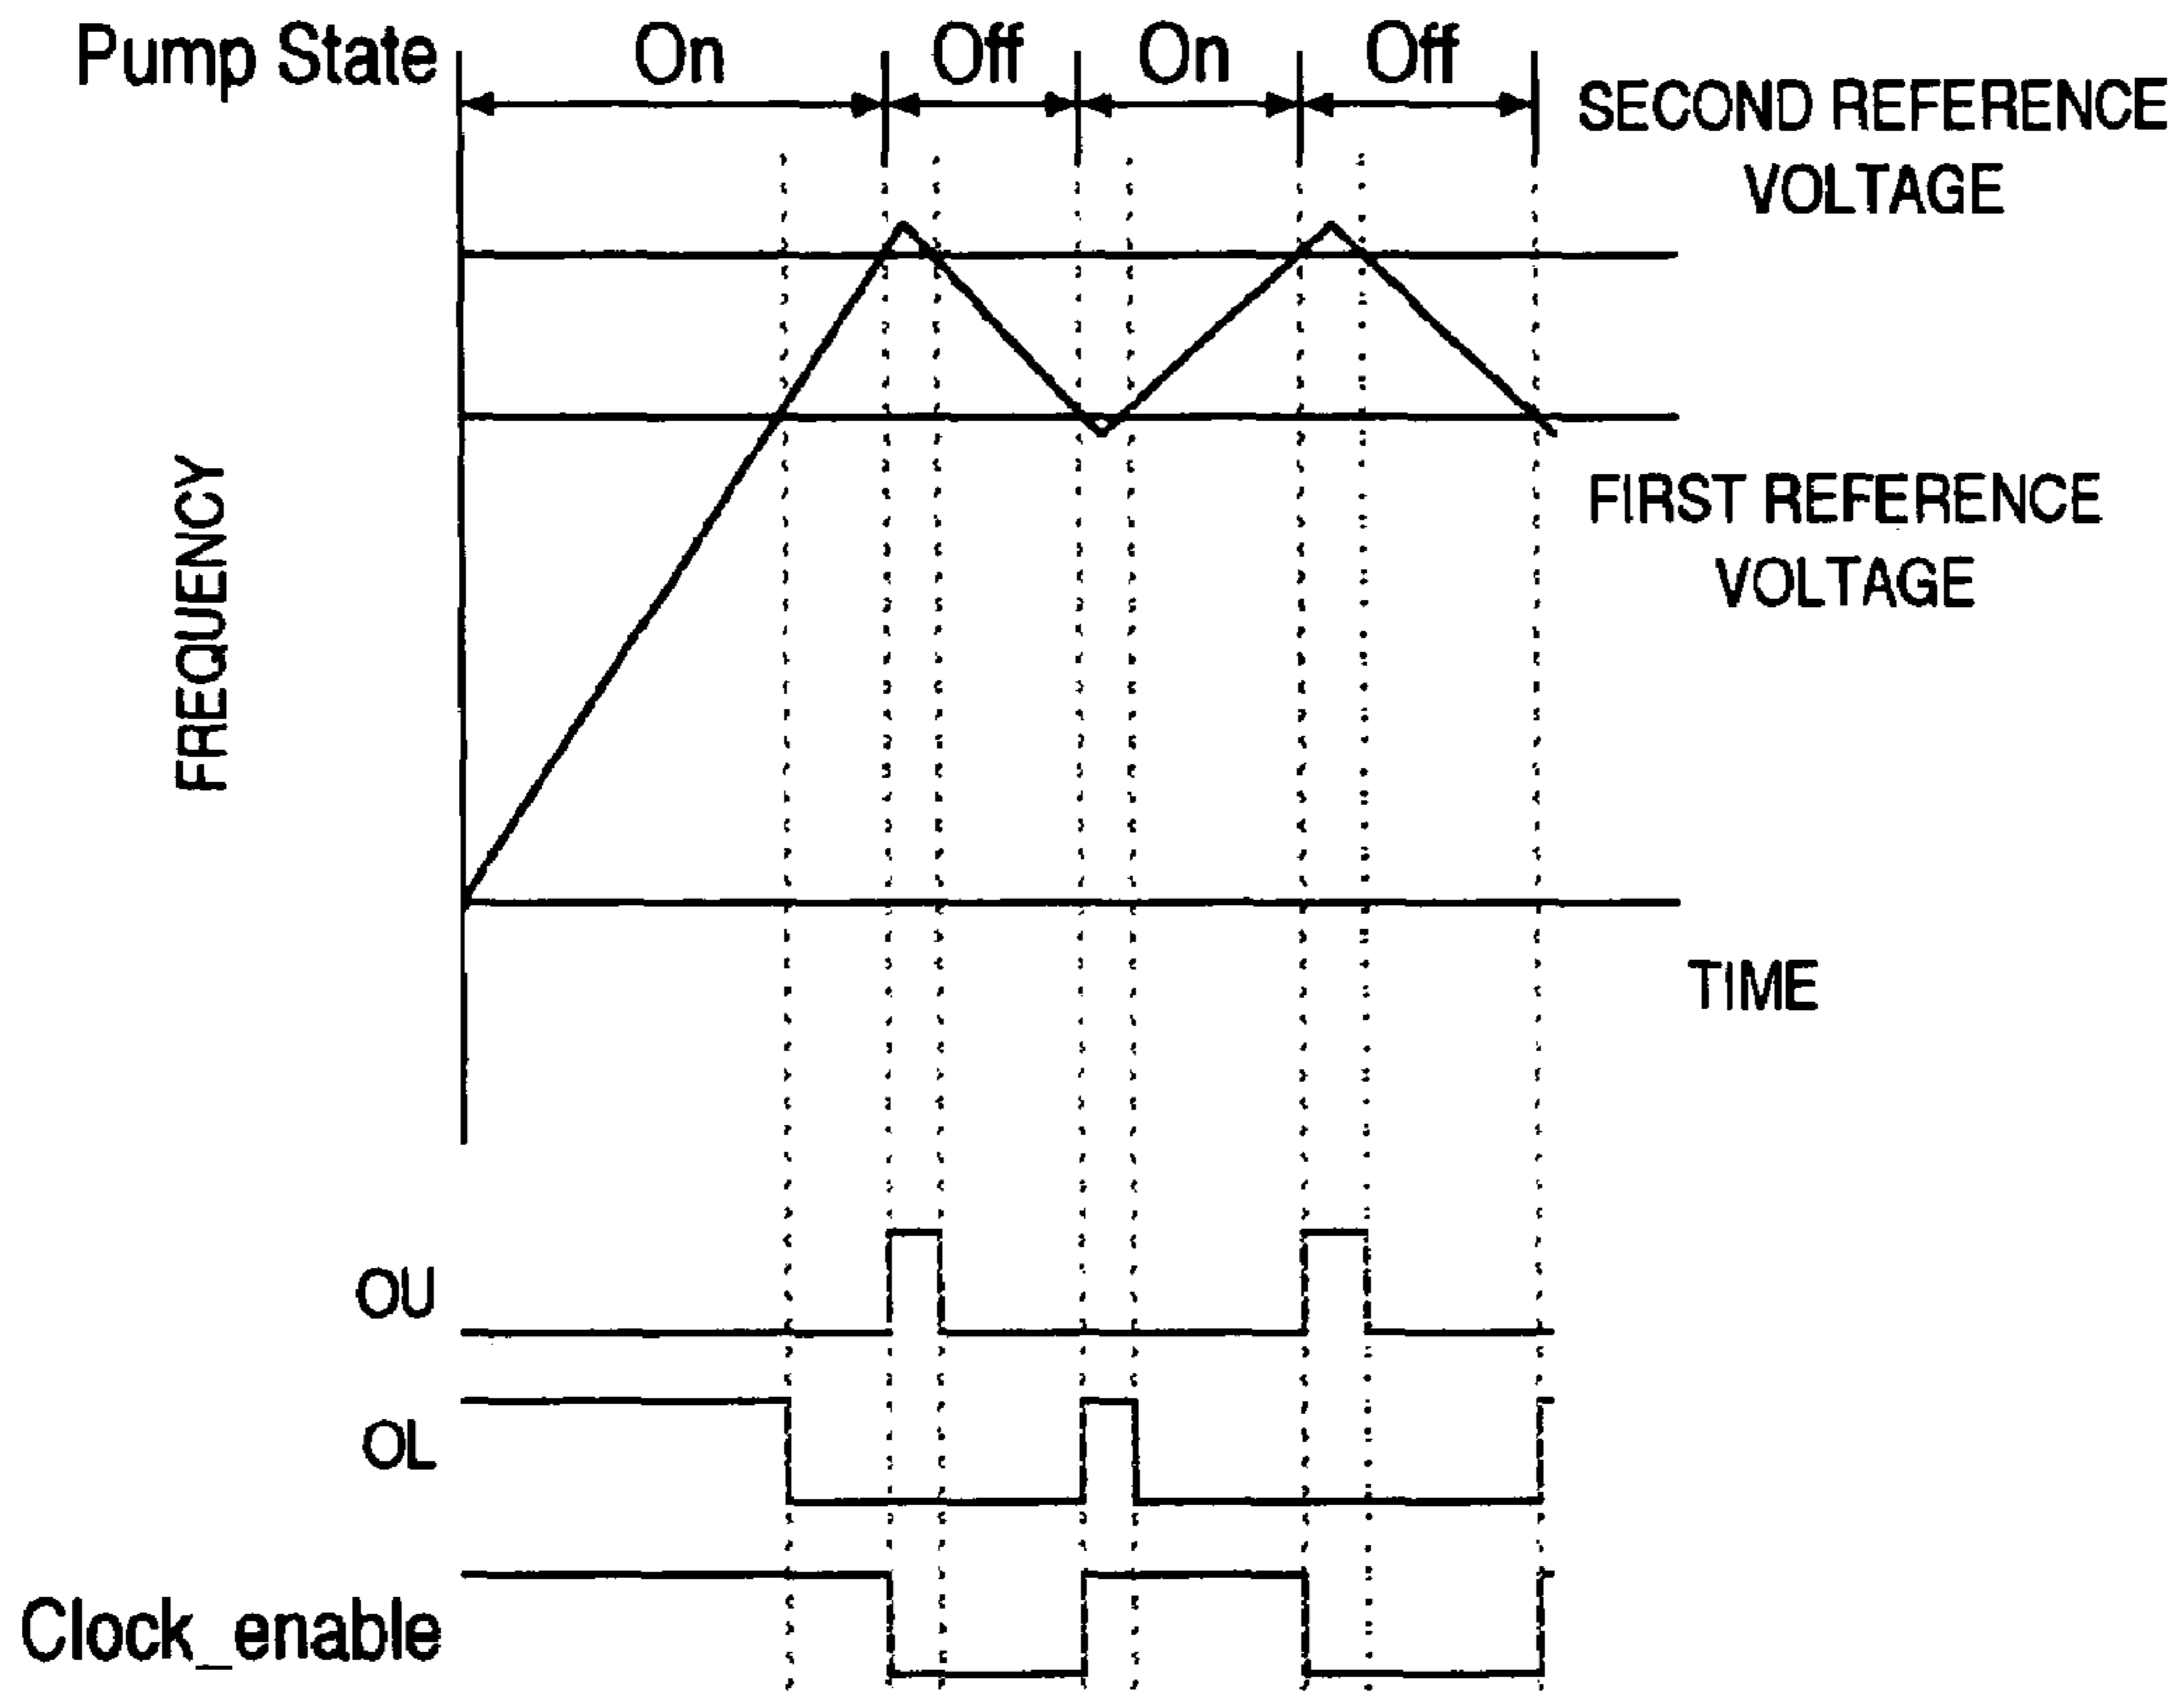 Pump State
On
Off
On
Off
SECOND REFERENCE
VOLTAGE
FREQUENCY
FIRST REFERENCE
VOLTAGE
TIME
OU
OL
Clock_enable